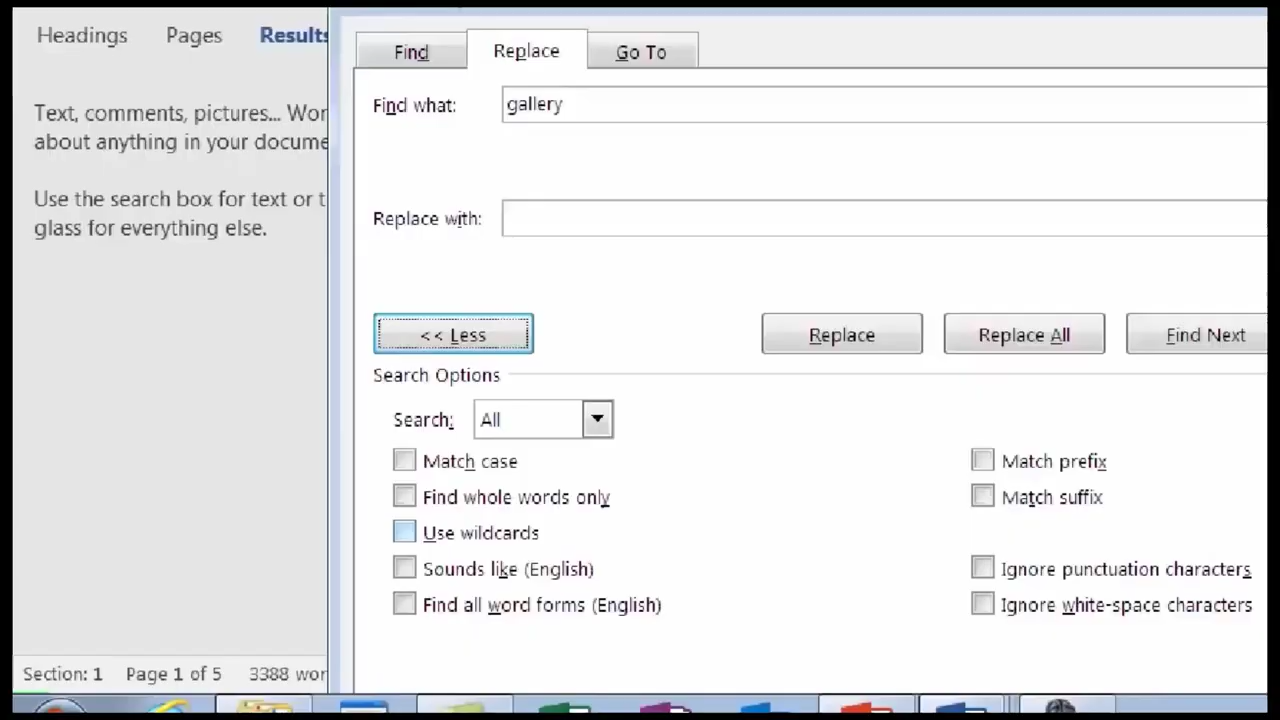 Headings Pages Results
Text, comments, pictures... Wor
about anything in your docume
Use the search box for text or t
glass for everything else.
Section: 1 Page 1 of 5 3388 wor
Find Replace Go To
Find what: gallery
Replace with:
<< Less Replace Replace All Find Next
Search Options
Search: All
Match case Match prefix
Find whole words only Match suffix
Use wildcards
Sounds like (English) Ignore punctuation characters
Find all word forms (English) Ignore white-space characters